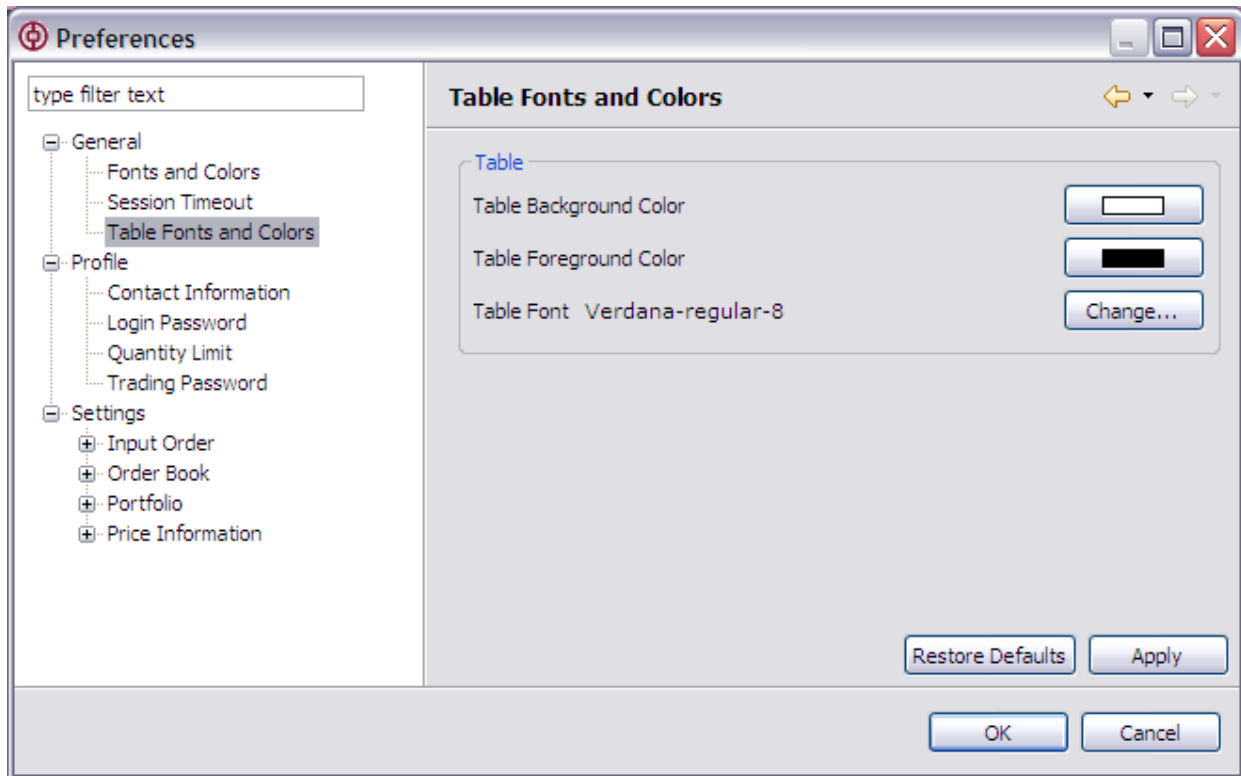 Preferences
type filter text
General
Fonts and Colors
Session Timeout
Table Fonts and Colors
Profile
Contact Information
Login Password
Quantity Limit
Trading Password
Settings
Input Order
Order Book
Portfolio
Price Information
Table Fonts and Colors
Table
Table Background Color
Table Foreground Color
Table Font Verdana-regular-8
Change...
Restore Defaults
Apply
OK
Cancel